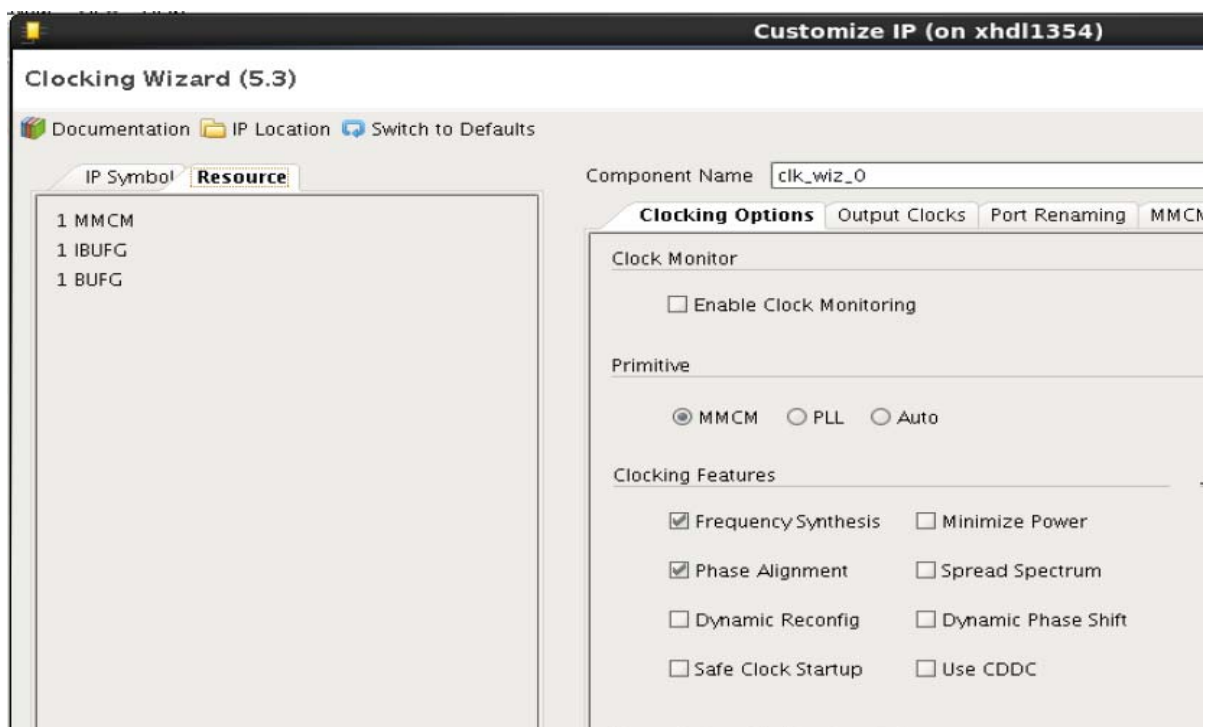 Customize IP (on xhdl1354)
Clocking Wizard (5.3)
Documentation IP Location Switch to Defaults
IP Symbol Resource
1 MMCM
1 IBUFG
1 BUFG
Component Name clk_wiz_0
Clocking Options Output Clocks Port Renaming MMCM
Clock Monitor
Enable Clock Monitoring
Primitive
MMCM PLL Auto
Clocking Features
Frequency Synthesis Minimize Power
Phase Alignment Spread Spectrum
Dynamic Reconfig Dynamic Phase Shift
Safe Clock Startup Use CDDC